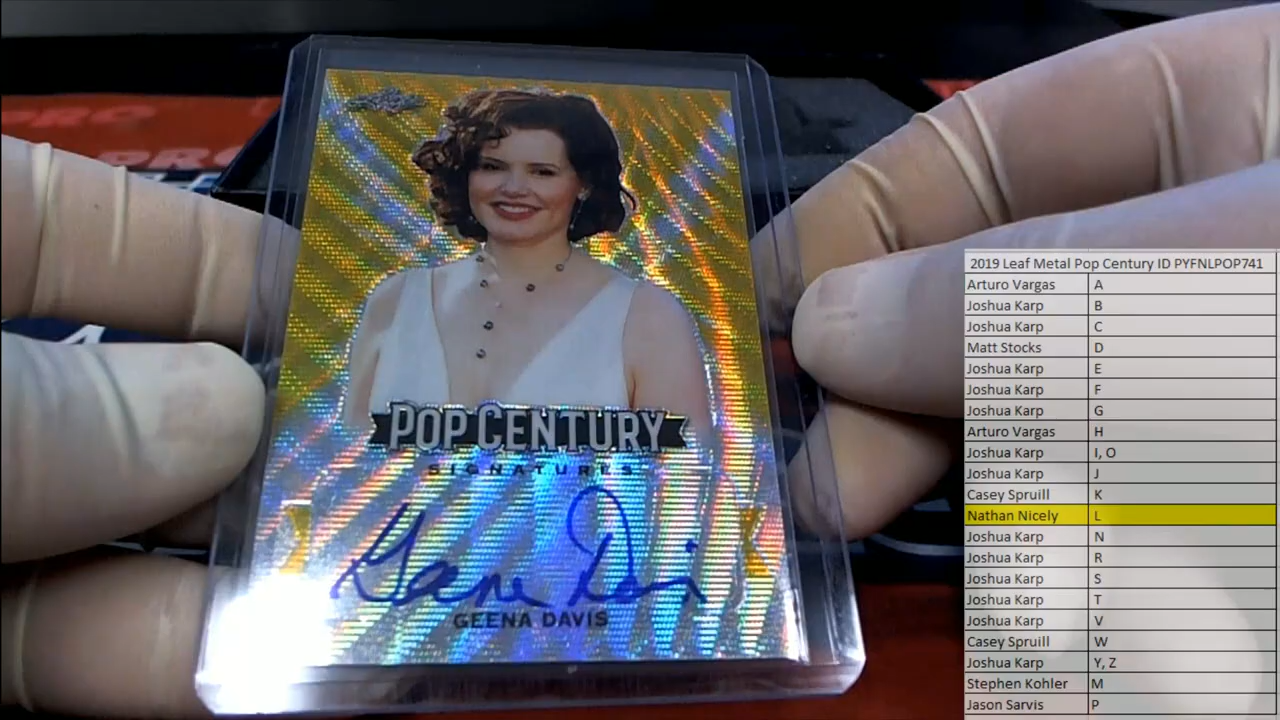 PRO
PRO
POP CENTURY
SIGNATURES
Geena Davis
GEENA DAVIS
2019 Leaf Metal Pop Century ID PYFNLPOP741
Arturo Vargas A
Joshua Karp B
Joshua Karp C
Matt Stocks D
Joshua Karp E
Joshua Karp F
Joshua Karp G
Arturo Vargas H
Joshua Karp I, O
Joshua Karp J
Casey Spruill K
Nathan Nicely L
Joshua Karp N
Joshua Karp R
Joshua Karp S
Joshua Karp T
Joshua Karp V
Casey Spruill W
Joshua Karp Y, Z
Stephen Kohler M
Jason Sarvis P